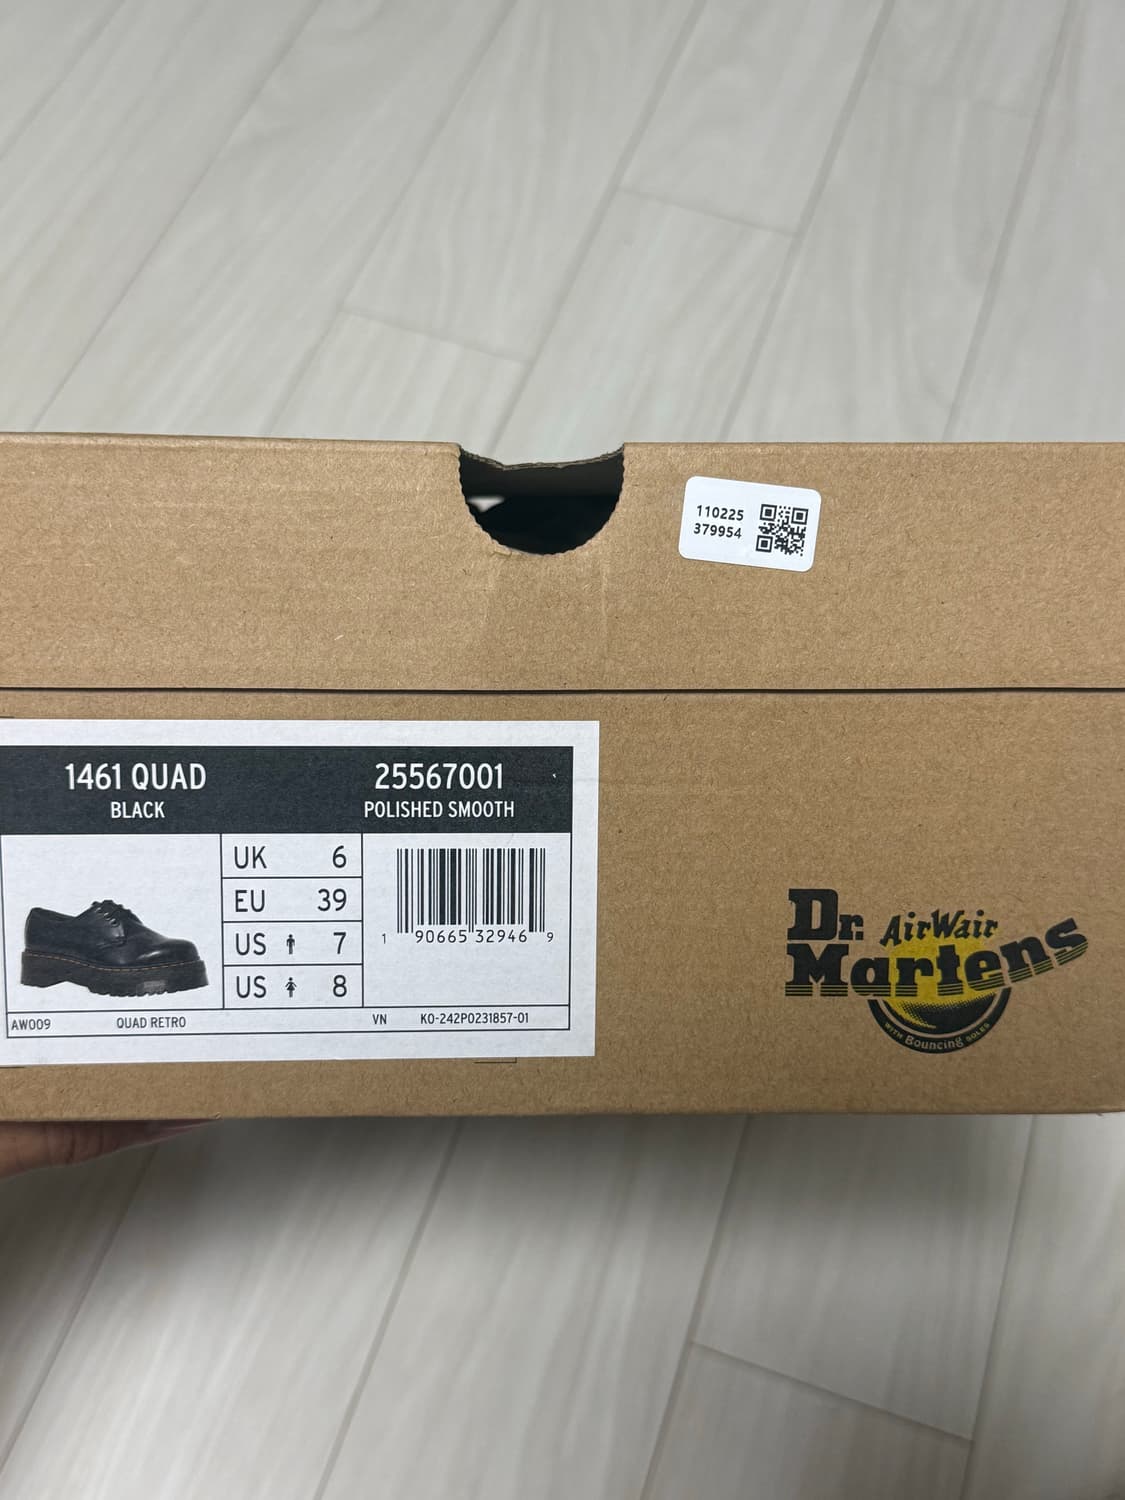 110225
379954
1461 QUAD
BLACK
25567001
POLISHED SMOOTH
UK 6
EU 39
US 7
US 8
1 90665 32946 9
AW009 QUAD RETRO VN K0-242P0231857-01
Dr. AirWair
Martens
WITH Bouncing SOLES